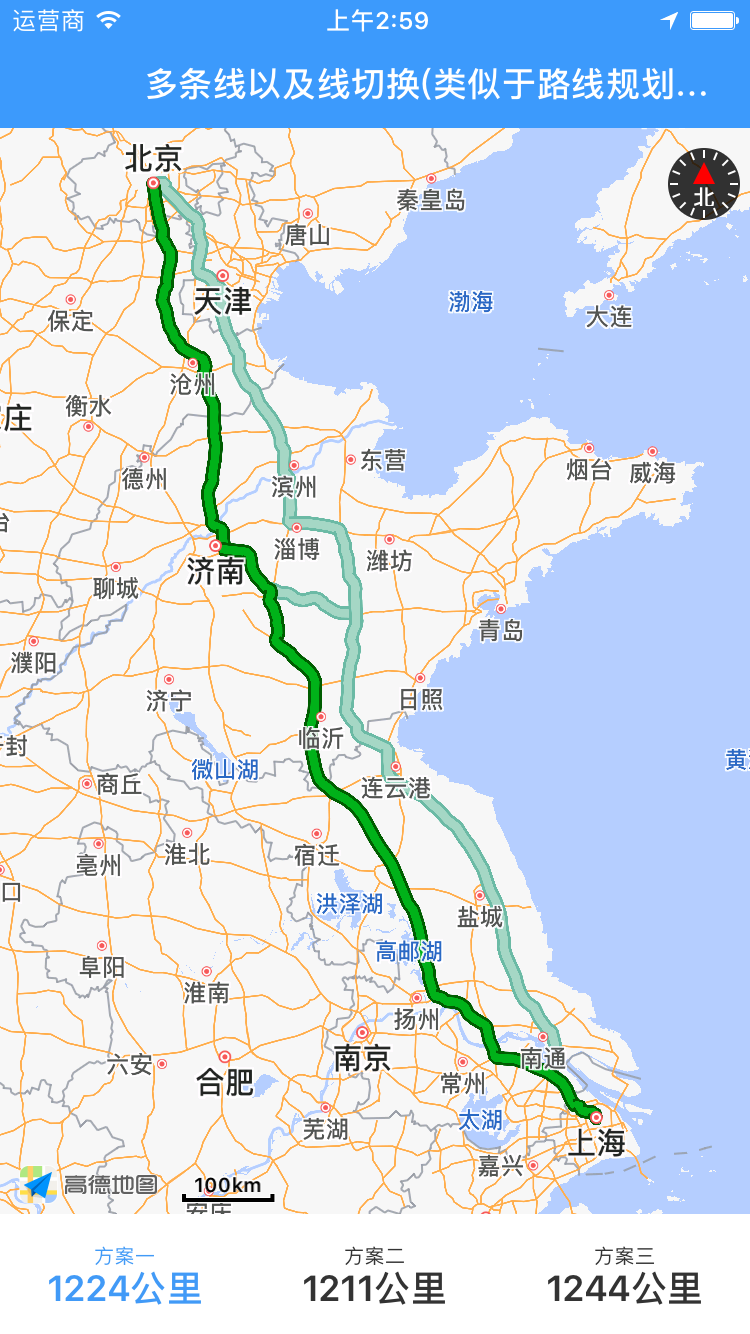 运营商
上午2:59
多条线以及线切换(类似于路线规划...
北京
北
秦皇岛
唐山
天津
渤海
保定
大连
沧州
衡水
庄
东营
烟台
威海
德州
滨州
淄博
潍坊
济南
聊城
青岛
濮阳
济宁
日照
临沂
封
微山湖
商丘
连云港
亳州
淮北
宿迁
口
洪泽湖
盐城
高邮湖
阜阳
淮南
扬州
南京
南通
六安
合肥
常州
芜湖
太湖
上海
嘉兴
高德地图
100km
安庆
方案一
方案二
方案三
1224公里
1211公里
1244公里